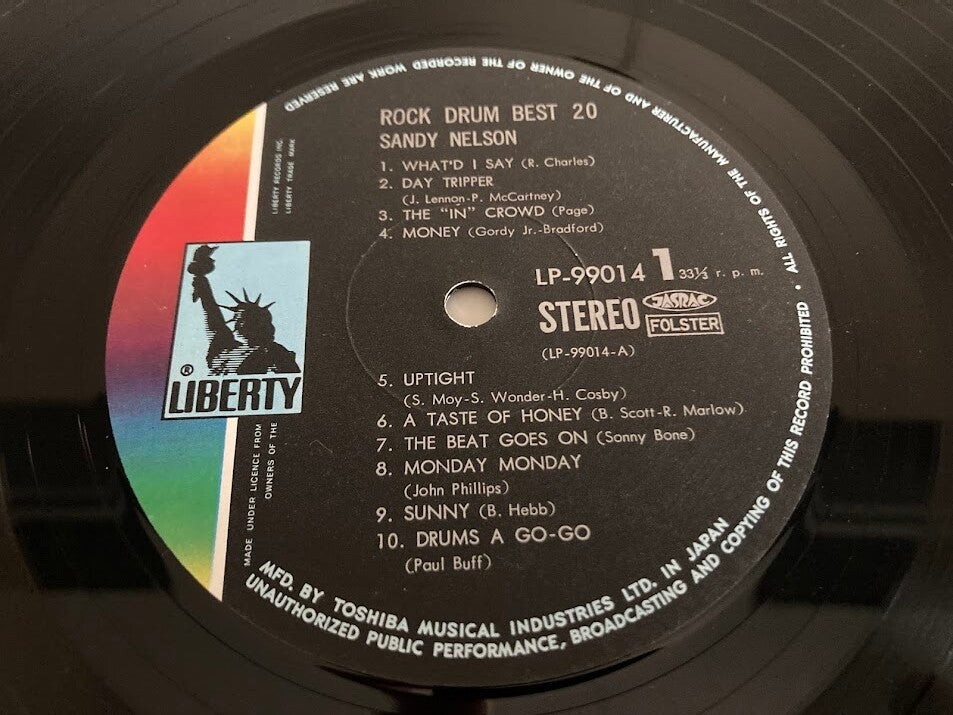 ROCK DRUM BEST 20
SANDY NELSON
1. WHAT'D I SAY (R. Charles)
2. DAY TRIPPER
(J. Lennon-P. McCartney)
3. THE "IN" CROWD (Page)
4. MONEY (Gordy Jr.-Bradford)
LP-99014 1 33⅓ r. p. m.
STEREO JASRAC
FOLSTER
(LP-99014-A)
5. UPTIGHT
(S. Moy-S. Wonder-H. Cosby)
6. A TASTE OF HONEY (B. Scott-R. Marlow)
7. THE BEAT GOES ON (Sonny Bone)
8. MONDAY MONDAY
(John Phillips)
9. SUNNY (B. Hebb)
10. DRUMS A GO-GO
(Paul Buff)
® LIBERTY
MADE UNDER LICENCE FROM
OWNERS OF THE
LIBERTY RECORDS INC.
LIBERTY TRADE MARK
MFD. BY TOSHIBA MUSICAL INDUSTRIES LTD. IN JAPAN
UNAUTHORIZED PUBLIC PERFORMANCE, BROADCASTING AND COPYING OF THIS RECORD PROHIBITED • ALL RIGHTS OF THE MANUFACTURER AND OF THE OWNER OF THE RECORDED WORK ARE RESERVED